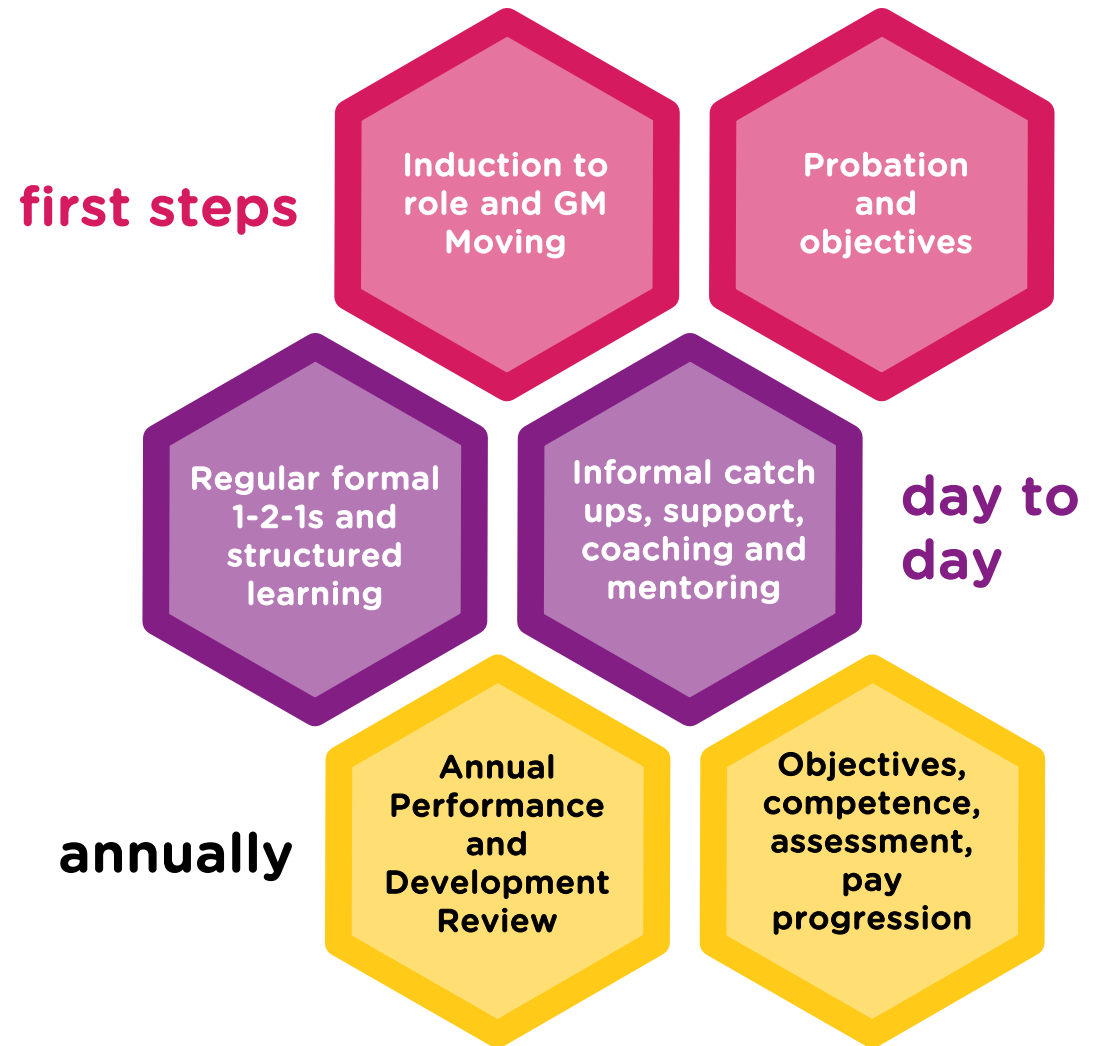 first steps
Induction to
role and GM
Moving
Probation
and
objectives
Regular formal
1-2-1s and
structured
learning
Informal catch
ups, support,
coaching and
mentoring
day to
day
annually
Annual
Performance
and
Development
Review
Objectives,
competence,
assessment,
pay
progression